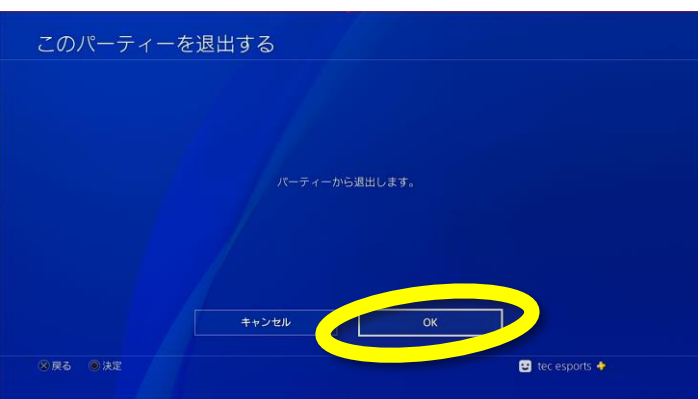 このパーティーを退出する
パーティーから退出します。
キャンセル
OK
戻る 決定
tec esports